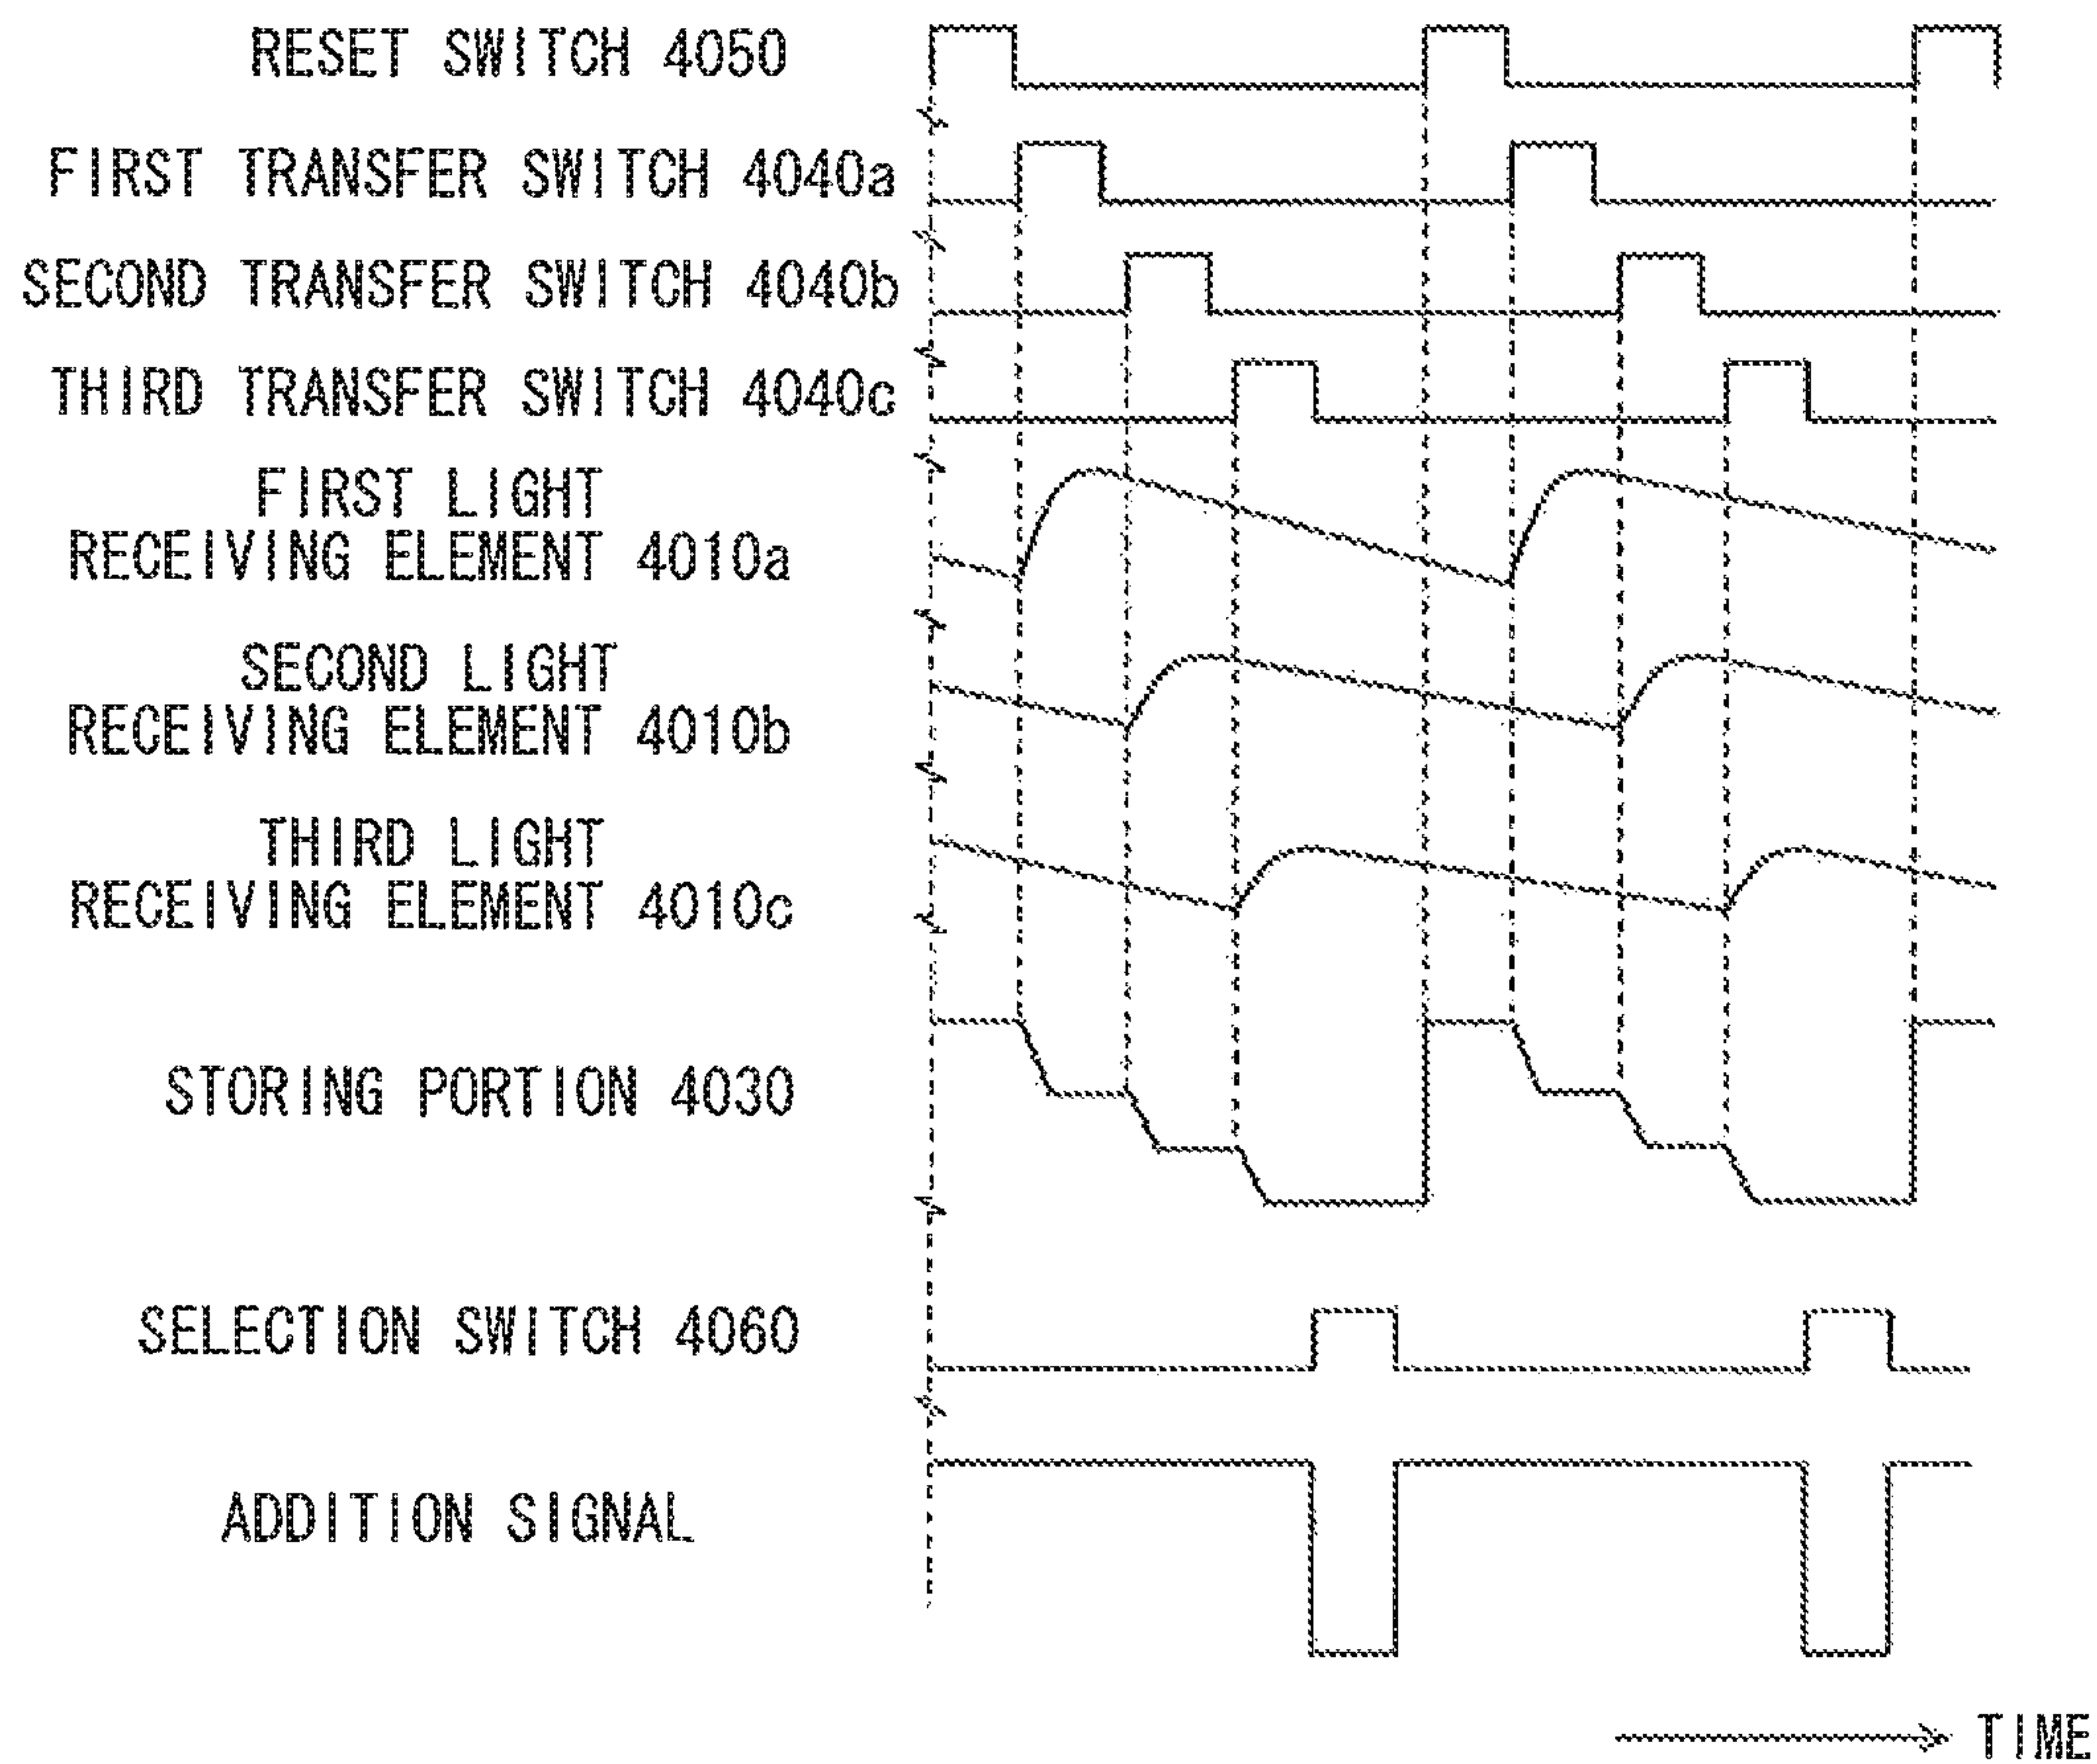 RESET SWITCH 4050
FIRST TRANSFER SWITCH 4040a
SECOND TRANSFER SWITCH 4040b
THIRD TRANSFER SWITCH 4040c
FIRST LIGHT
RECEIVING ELEMENT 4010a
SECOND LIGHT
RECEIVING ELEMENT 4010b
THIRD LIGHT
RECEIVING ELEMENT 4010c
STORING PORTION 4030
SELECTION SWITCH 4060
ADDITION SIGNAL
TIME